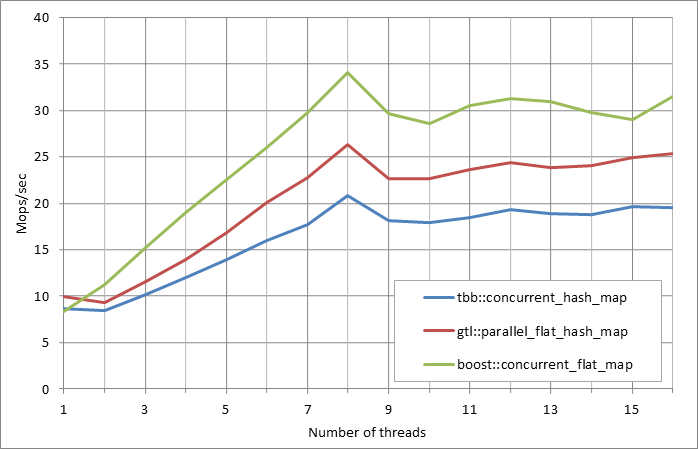 40
35
30
25
20
15
10
5
0
Mops/sec
tbb::concurrent_hash_map
gtl::parallel_flat_hash_map
boost::concurrent_flat_map
1 3 5 7 9 11 13 15
Number of threads